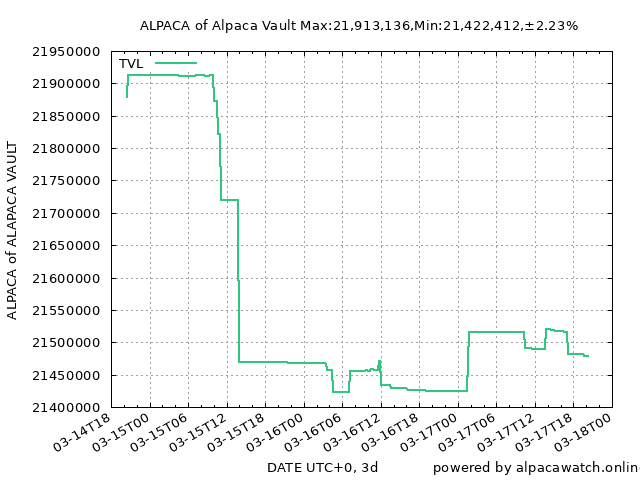 ALPACA of Alpaca Vault Max:21,913,136,Min:21,422,412,±2.23%
TVL
21950000
21900000
21850000
21800000
21750000
21700000
21650000
21600000
21550000
21500000
21450000
21400000
ALPACA of ALAPACA VAULT
03-14T18
03-15T00
03-15T06
03-15T12
03-15T18
03-16T00
03-16T06
03-16T12
03-16T18
03-17T00
03-17T06
03-17T12
03-17T18
03-18T00
DATE UTC+0, 3d
powered by alpacawatch.online